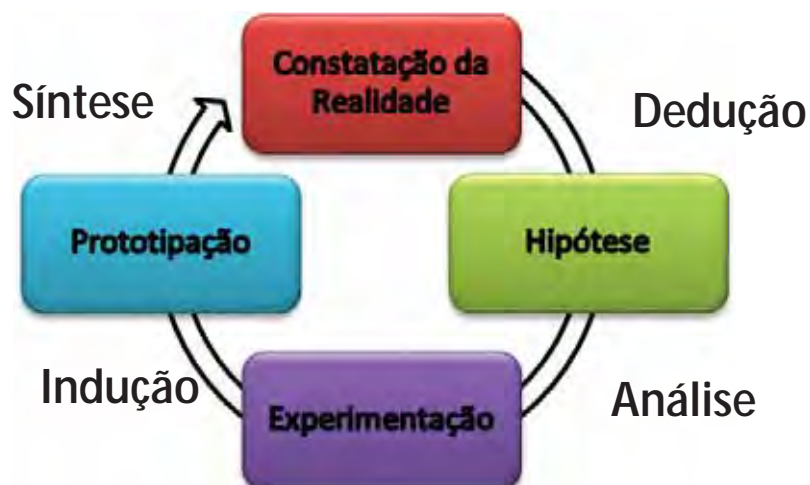 Constatação da
Realidade
Síntese
Dedução
Prototipação
Hipótese
Indução
Análise
Experimentação